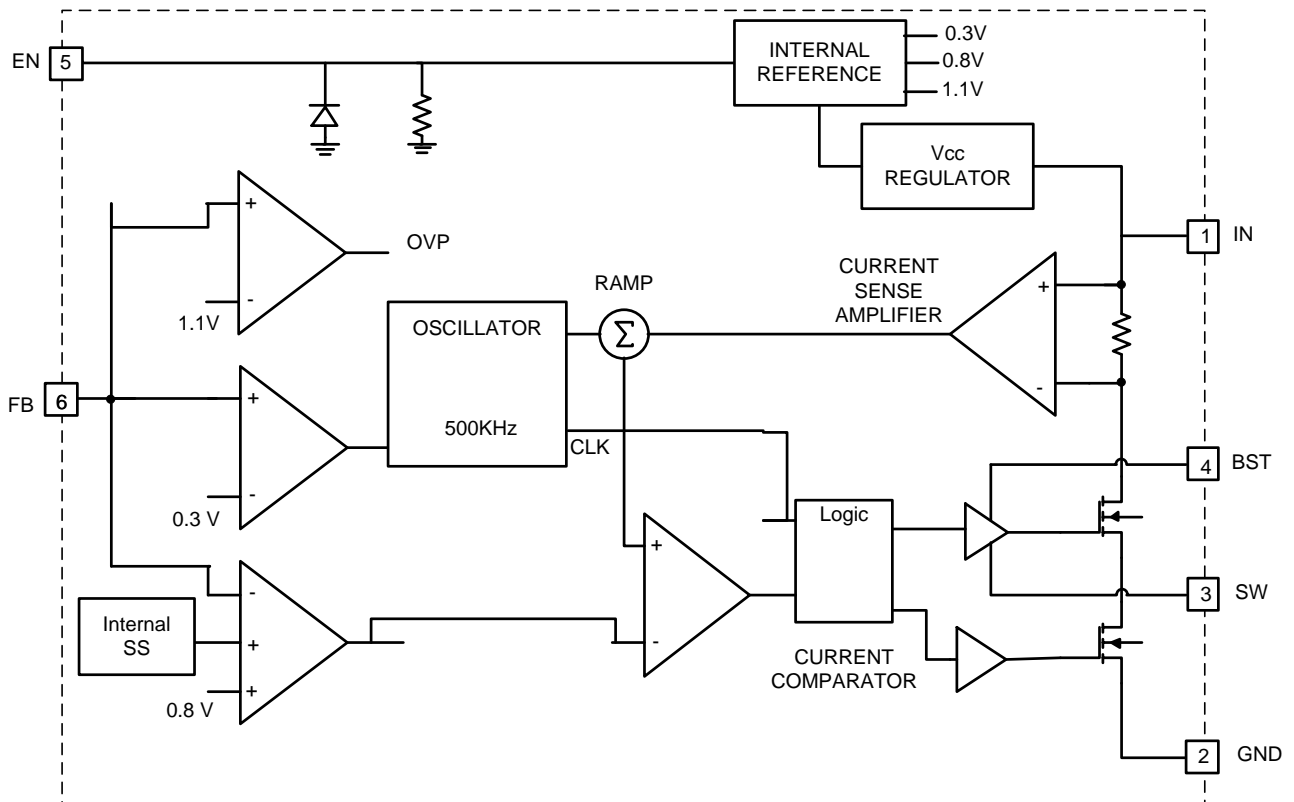 EN
5
INTERNAL
REFERENCE
0.3V
0.8V
1.1V
Vcc
REGULATOR
+
-
OVP
1.1V
1
IN
CURRENT
SENSE
AMPLIFIER
+
-
RAMP
Σ
OSCILLATOR
500KHz
CLK
FB
6
+
-
0.3 V
4
BST
Logic
+
-
3
SW
Internal
SS
-
+
+
0.8 V
CURRENT
COMPARATOR
2
GND